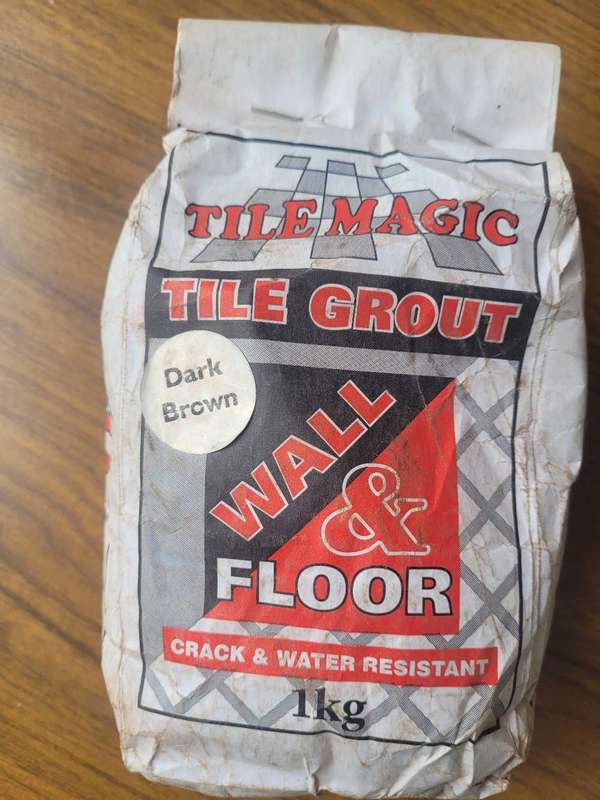 TILE MAGIC
TILE GROUT
Dark
Brown
WALL
&
FLOOR
CRACK & WATER RESISTANT
1kg